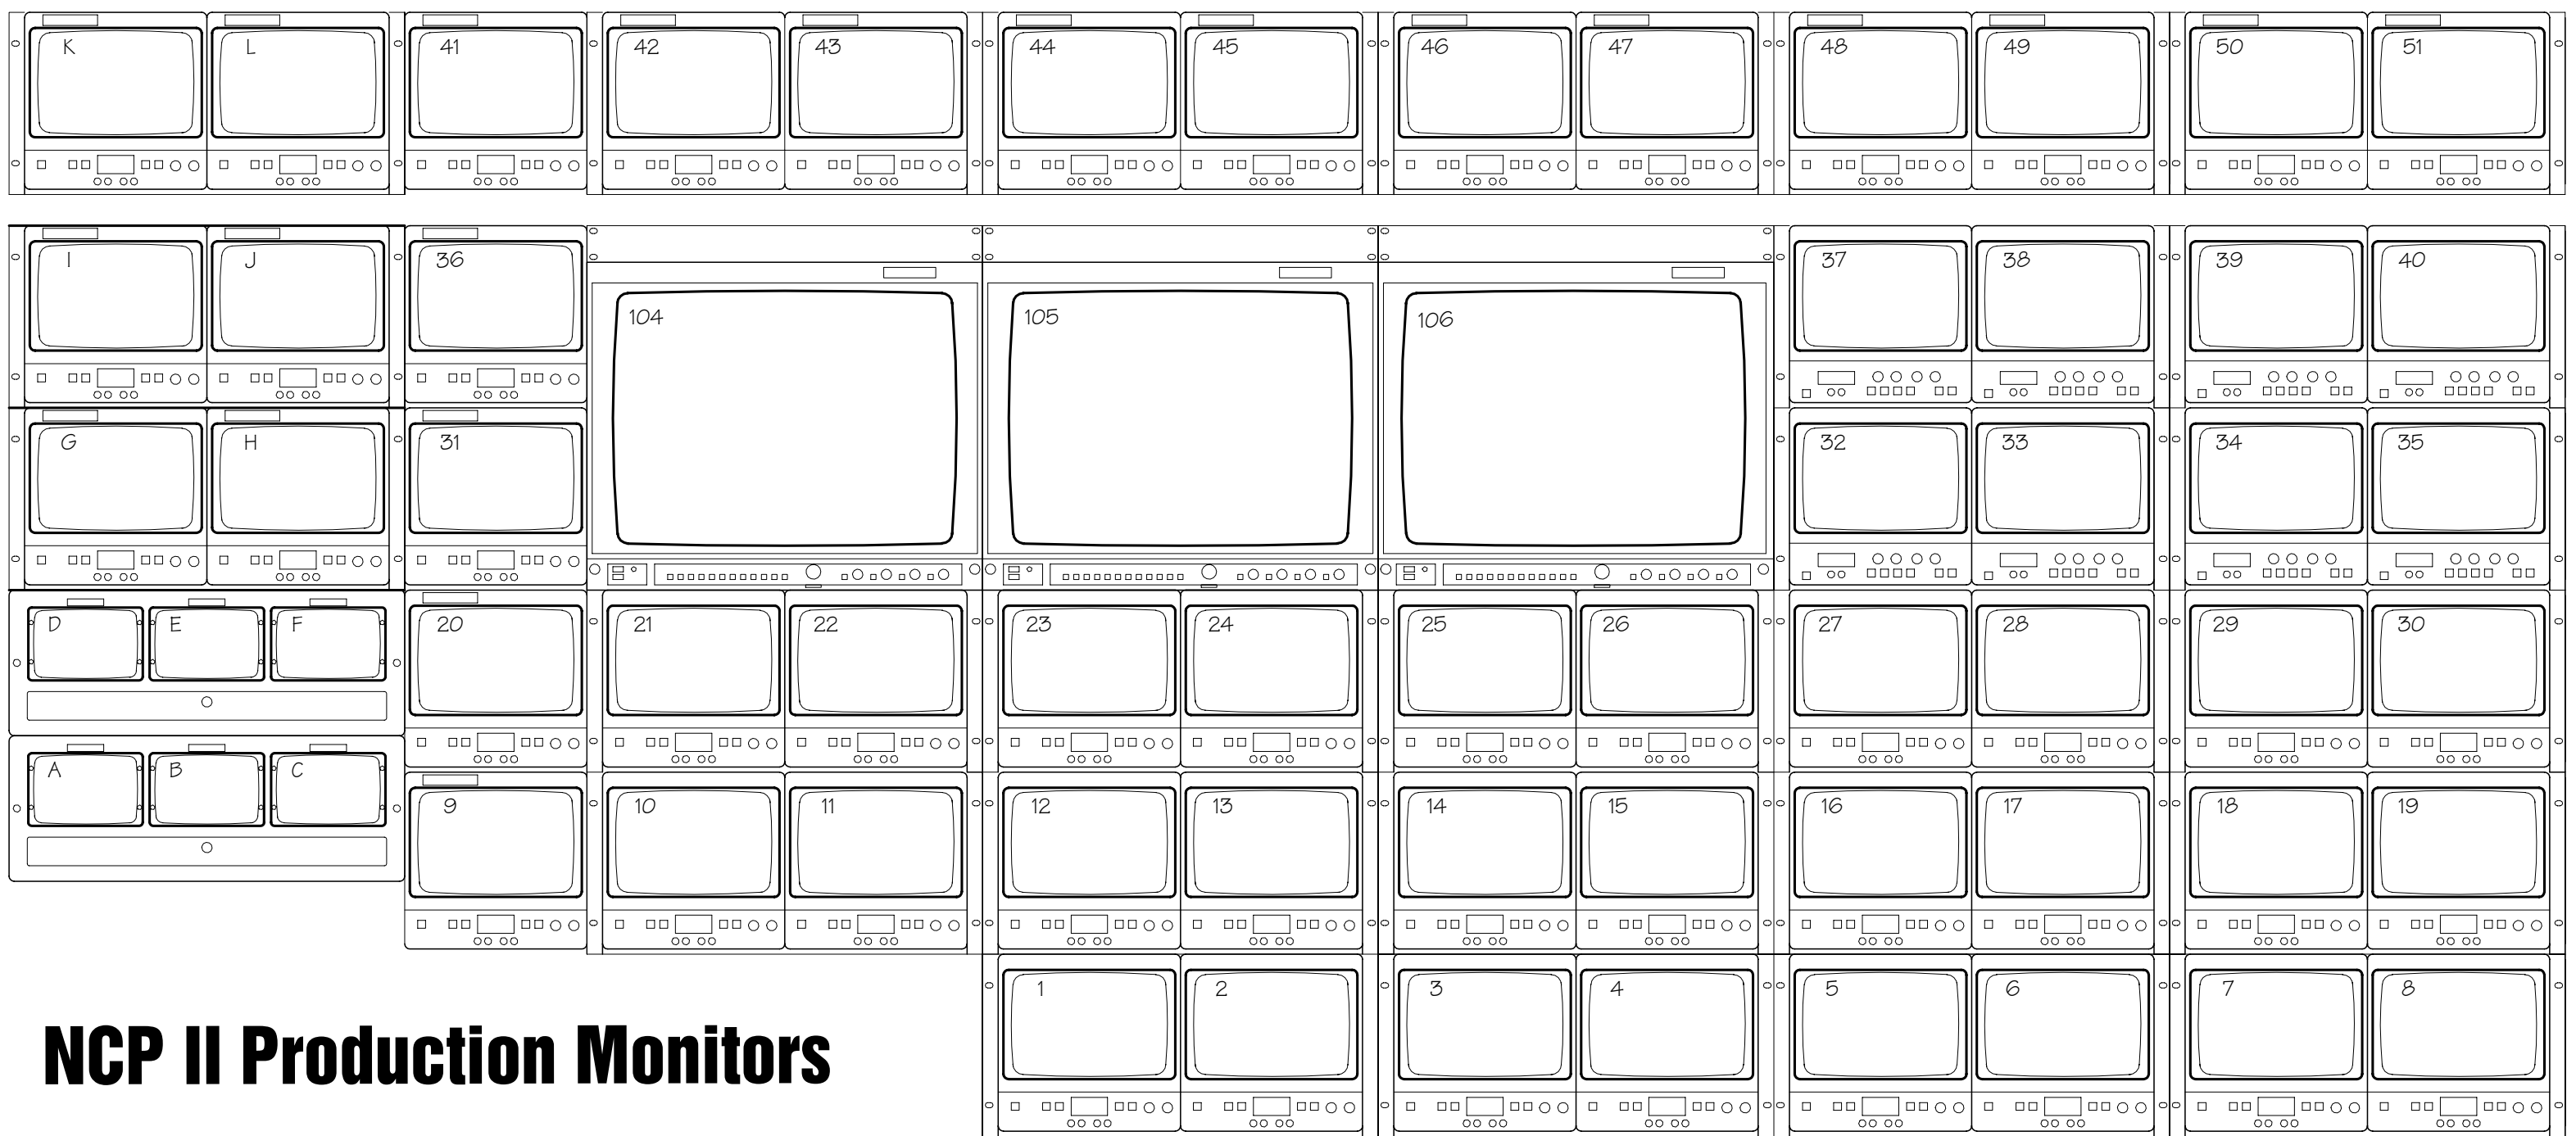 K L 41 42 43 44 45 46 47 48 49 50 51
I J 36 104 105 106 37 38 39 40
G H 31 32 33 34 35
D E F 20 21 22 23 24 25 26 27 28 29 30
A B C 9 10 11 12 13 14 15 16 17 18 19
1 2 3 4 5 6 7 8
NCP II Production Monitors